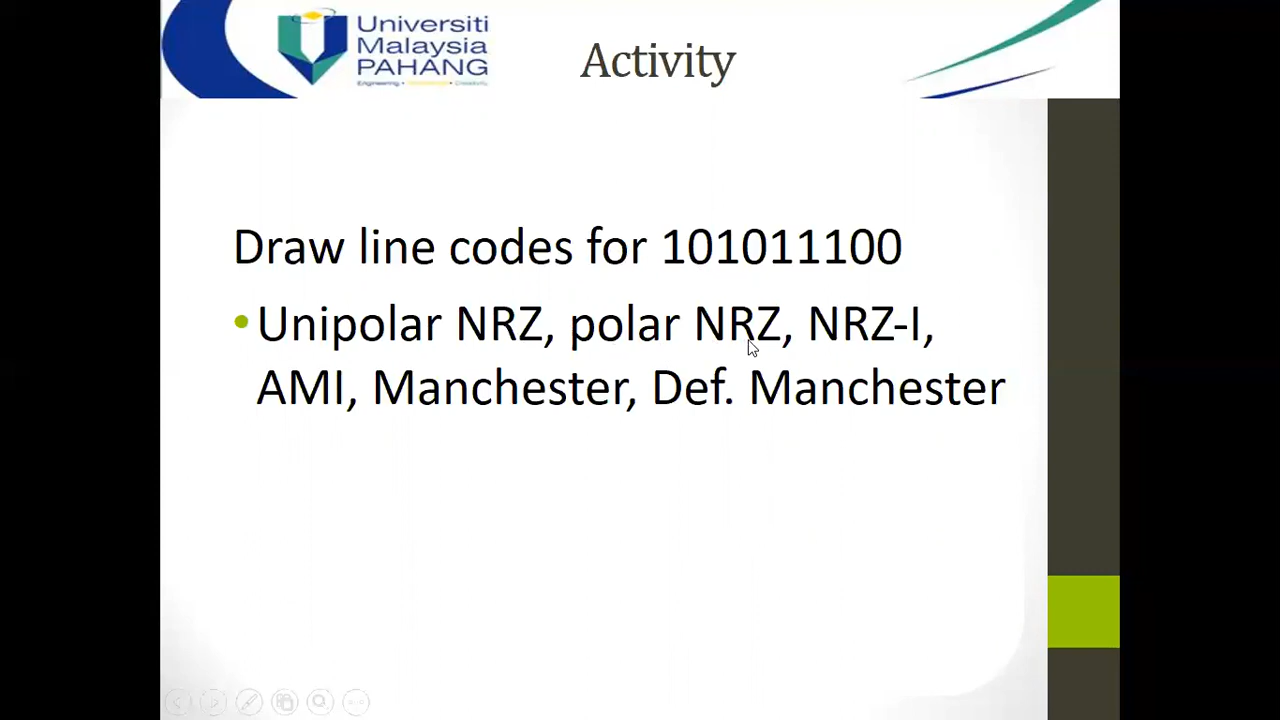 Universiti
Malaysia
PAHANG
Activity
Draw line codes for 101011100
•Unipolar NRZ, polar NRZ, NRZ-I,
AMI, Manchester, Def. Manchester